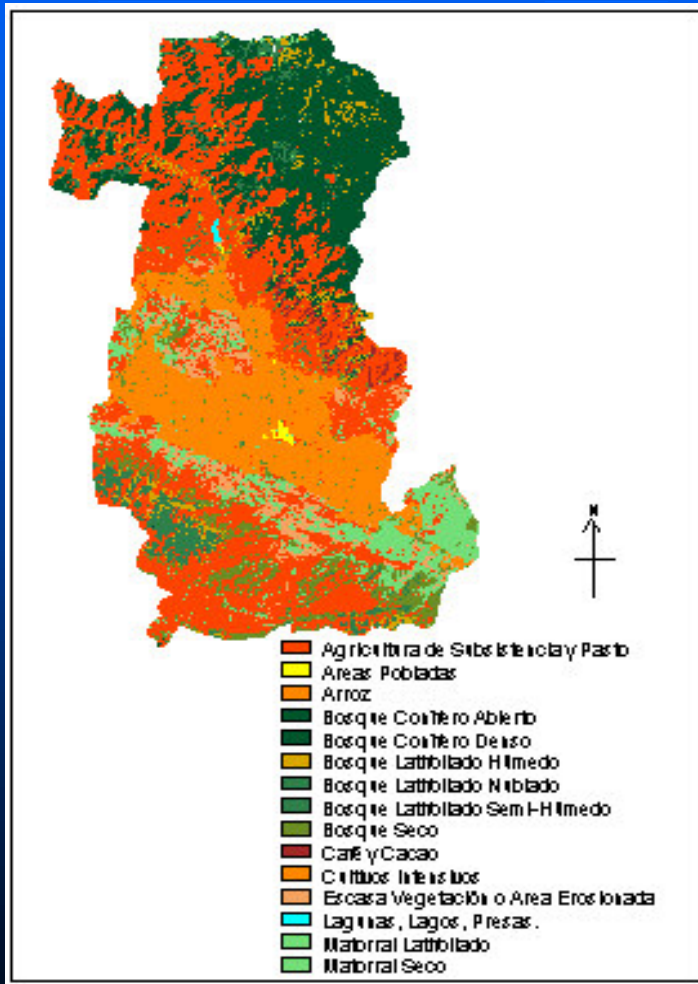 N
Agricultura de Subsistencia y Pasto
Areas Pobladas
Arroz
Bosque Conífero Abierto
Bosque Conífero Denso
Bosque Latifoliado Húmedo
Bosque Latifoliado Nublado
Bosque Latifoliado Semi-Húmedo
Bosque Seco
Café y Cacao
Cultivos Intensivos
Escasa Vegetación o Area Erosionada
Lagunas, Lagos, Presas.
Matorral Latifoliado
Matorral Seco